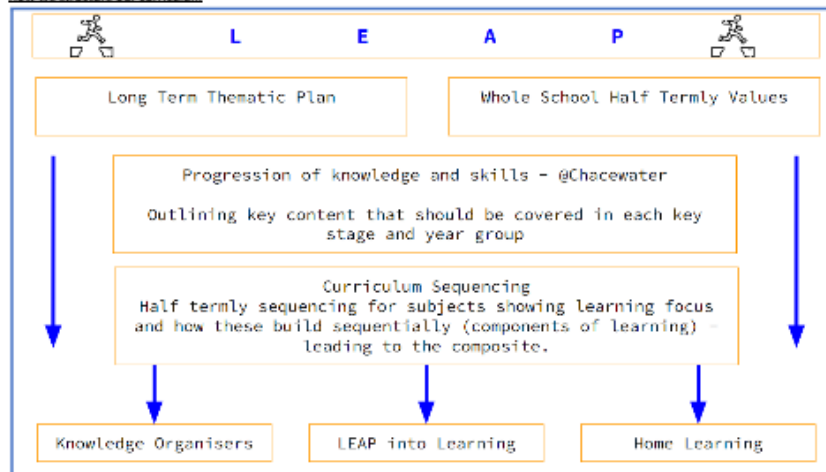 L E A P
Long Term Thematic Plan
Whole School Half Termly Values
Progression of knowledge and skills - @Chacewater
Outlining key content that should be covered in each key
stage and year group
Curriculum Sequencing
Half termly sequencing for subjects showing learning focus
and how these build sequentially (components of learning) -
leading to the composite.
Knowledge Organisers
LEAP into Learning
Home Learning